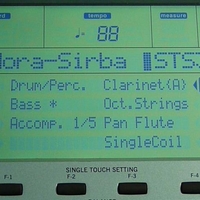 tempo measure
♩= 88
Hora-Sirba STS
Drum/Perc. Clarinet(A)
Bass * Oct.Strings
Accomp. 1/5 Pan Flute
SingleCoil
SINGLE TOUCH SETTING
F-1 F-2 F-3 F-4